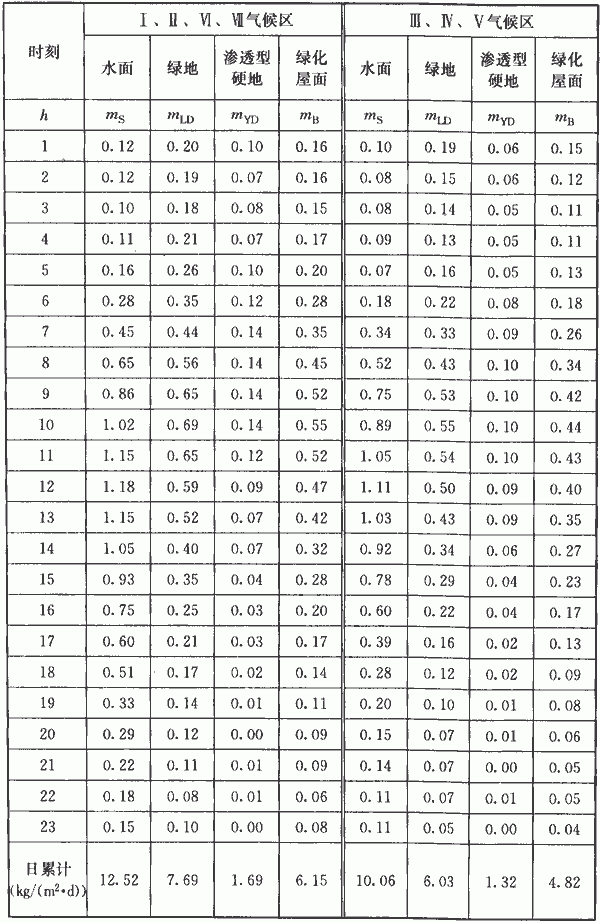 时刻 Ⅰ、Ⅱ、Ⅵ、Ⅶ气候区 Ⅲ、Ⅳ、Ⅴ气候区
水面 绿地 渗透型硬地 绿化屋面 水面 绿地 渗透型硬地 绿化屋面
h mS mLD mYD mB mS mLD mYD mB
1 0.12 0.20 0.10 0.16 0.10 0.19 0.06 0.15
2 0.12 0.19 0.07 0.16 0.08 0.15 0.06 0.12
3 0.10 0.18 0.08 0.15 0.08 0.14 0.05 0.11
4 0.11 0.21 0.07 0.17 0.09 0.13 0.05 0.11
5 0.16 0.26 0.10 0.20 0.07 0.16 0.05 0.13
6 0.28 0.35 0.12 0.28 0.18 0.22 0.08 0.18
7 0.45 0.44 0.14 0.35 0.34 0.33 0.09 0.26
8 0.65 0.56 0.14 0.45 0.52 0.43 0.10 0.34
9 0.86 0.65 0.14 0.52 0.75 0.53 0.10 0.42
10 1.02 0.69 0.14 0.55 0.89 0.55 0.10 0.44
11 1.15 0.65 0.12 0.52 1.05 0.54 0.10 0.43
12 1.18 0.59 0.09 0.47 1.11 0.50 0.09 0.40
13 1.15 0.52 0.07 0.42 1.03 0.43 0.09 0.35
14 1.05 0.40 0.07 0.32 0.92 0.34 0.06 0.27
15 0.93 0.35 0.04 0.28 0.78 0.29 0.04 0.23
16 0.75 0.25 0.03 0.20 0.60 0.22 0.04 0.17
17 0.60 0.21 0.03 0.17 0.39 0.16 0.02 0.13
18 0.51 0.17 0.02 0.14 0.28 0.12 0.02 0.09
19 0.33 0.14 0.01 0.11 0.20 0.10 0.01 0.08
20 0.29 0.12 0.00 0.09 0.15 0.07 0.01 0.06
21 0.22 0.11 0.01 0.09 0.14 0.07 0.00 0.05
22 0.18 0.08 0.01 0.06 0.11 0.07 0.01 0.05
23 0.15 0.10 0.00 0.08 0.11 0.05 0.00 0.04
日累计
(kg/(m²·d)) 12.52 7.69 1.69 6.15 10.06 6.03 1.32 4.82